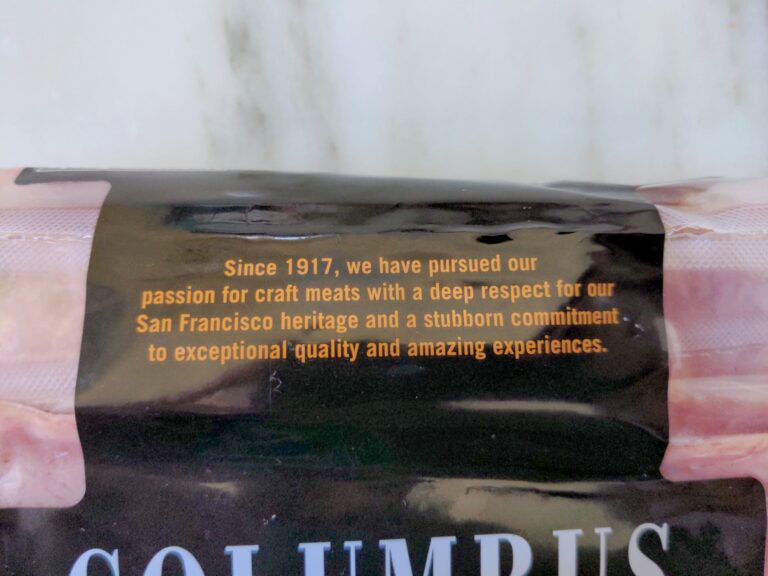 Since 1917, we have pursued our
passion for craft meats with a deep respect for our
San Francisco heritage and a stubborn commitment
to exceptional quality and amazing experiences.
COLUMBUS